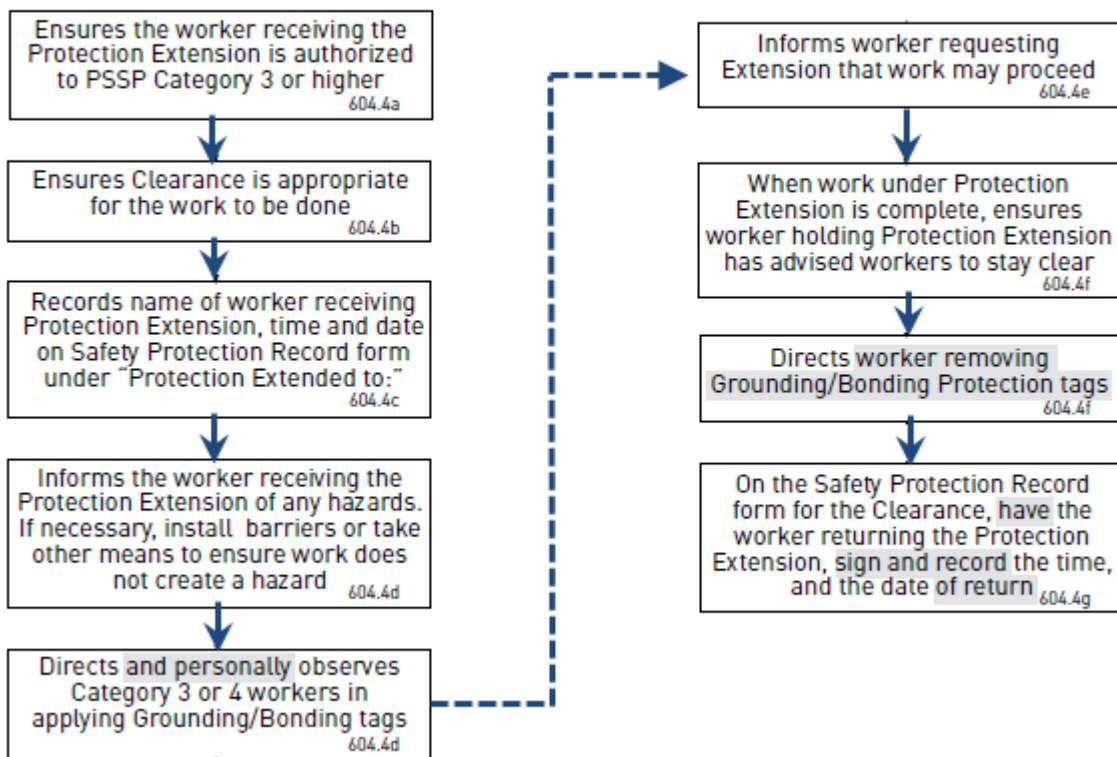 Ensures the worker receiving the
Protection Extension is authorized
to PSSP Category 3 or higher
604.4a
Ensures Clearance is appropriate
for the work to be done
604.4b
Records name of worker receiving
Protection Extension, time and date
on Safety Protection Record form
under “Protection Extended to:”
604.4c
Informs the worker receiving the
Protection Extension of any hazards.
If necessary, install barriers or take
other means to ensure work does
not create a hazard
604.4d
Directs and personally observes
Category 3 or 4 workers in
applying Grounding/Bonding tags
604.4d
Informs worker requesting
Extension that work may proceed
604.4e
When work under Protection
Extension is complete, ensures
worker holding Protection Extension
has advised workers to stay clear
604.4f
Directs worker removing
Grounding/Bonding Protection tags
604.4f
On the Safety Protection Record
form for the Clearance, have the
worker returning the Protection
Extension, sign and record the time,
and the date of return
604.4g